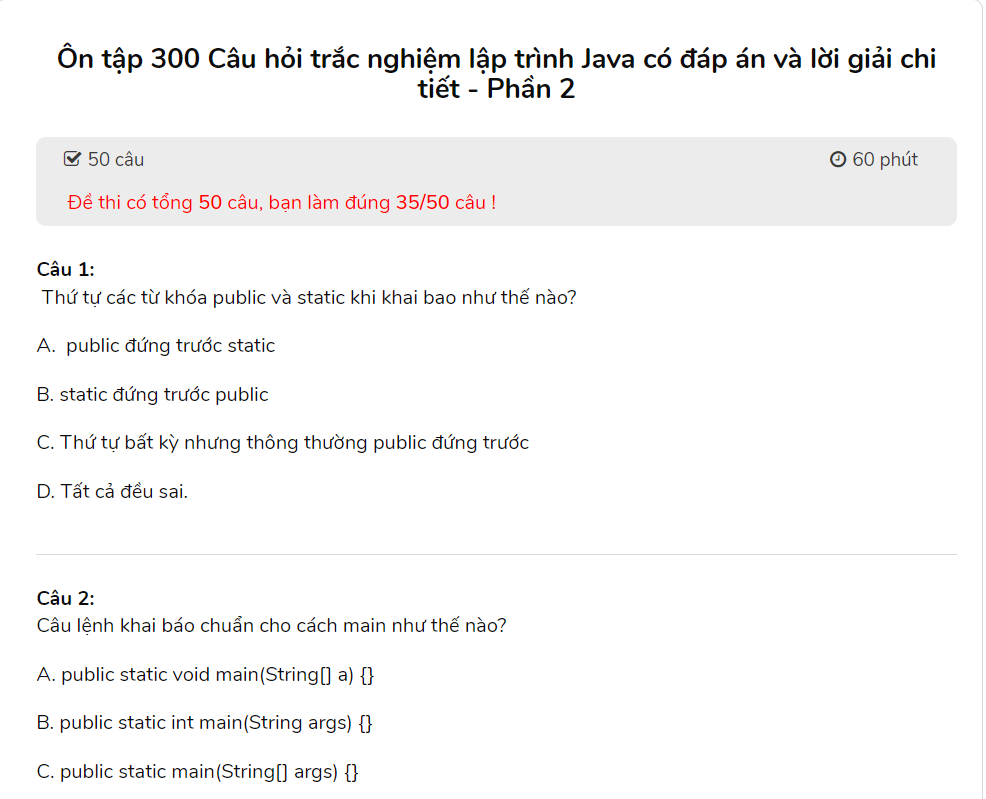 Ôn tập 300 Câu hỏi trắc nghiệm lập trình Java có đáp án và lời giải chi
tiết - Phần 2
50 câu
60 phút
Đề thi có tổng 50 câu, bạn làm đúng 35/50 câu !
Câu 1:
Thứ tự các từ khóa public và static khi khai bao như thế nào?
A. public đứng trước static
B. static đứng trước public
C. Thứ tự bất kỳ nhưng thông thường public đứng trước
D. Tất cả đều sai.
Câu 2:
Câu lệnh khai báo chuẩn cho cách main như thế nào?
A. public static void main(String[] a) {}
B. public static int main(String args) {}
C. public static main(String[] args) {}